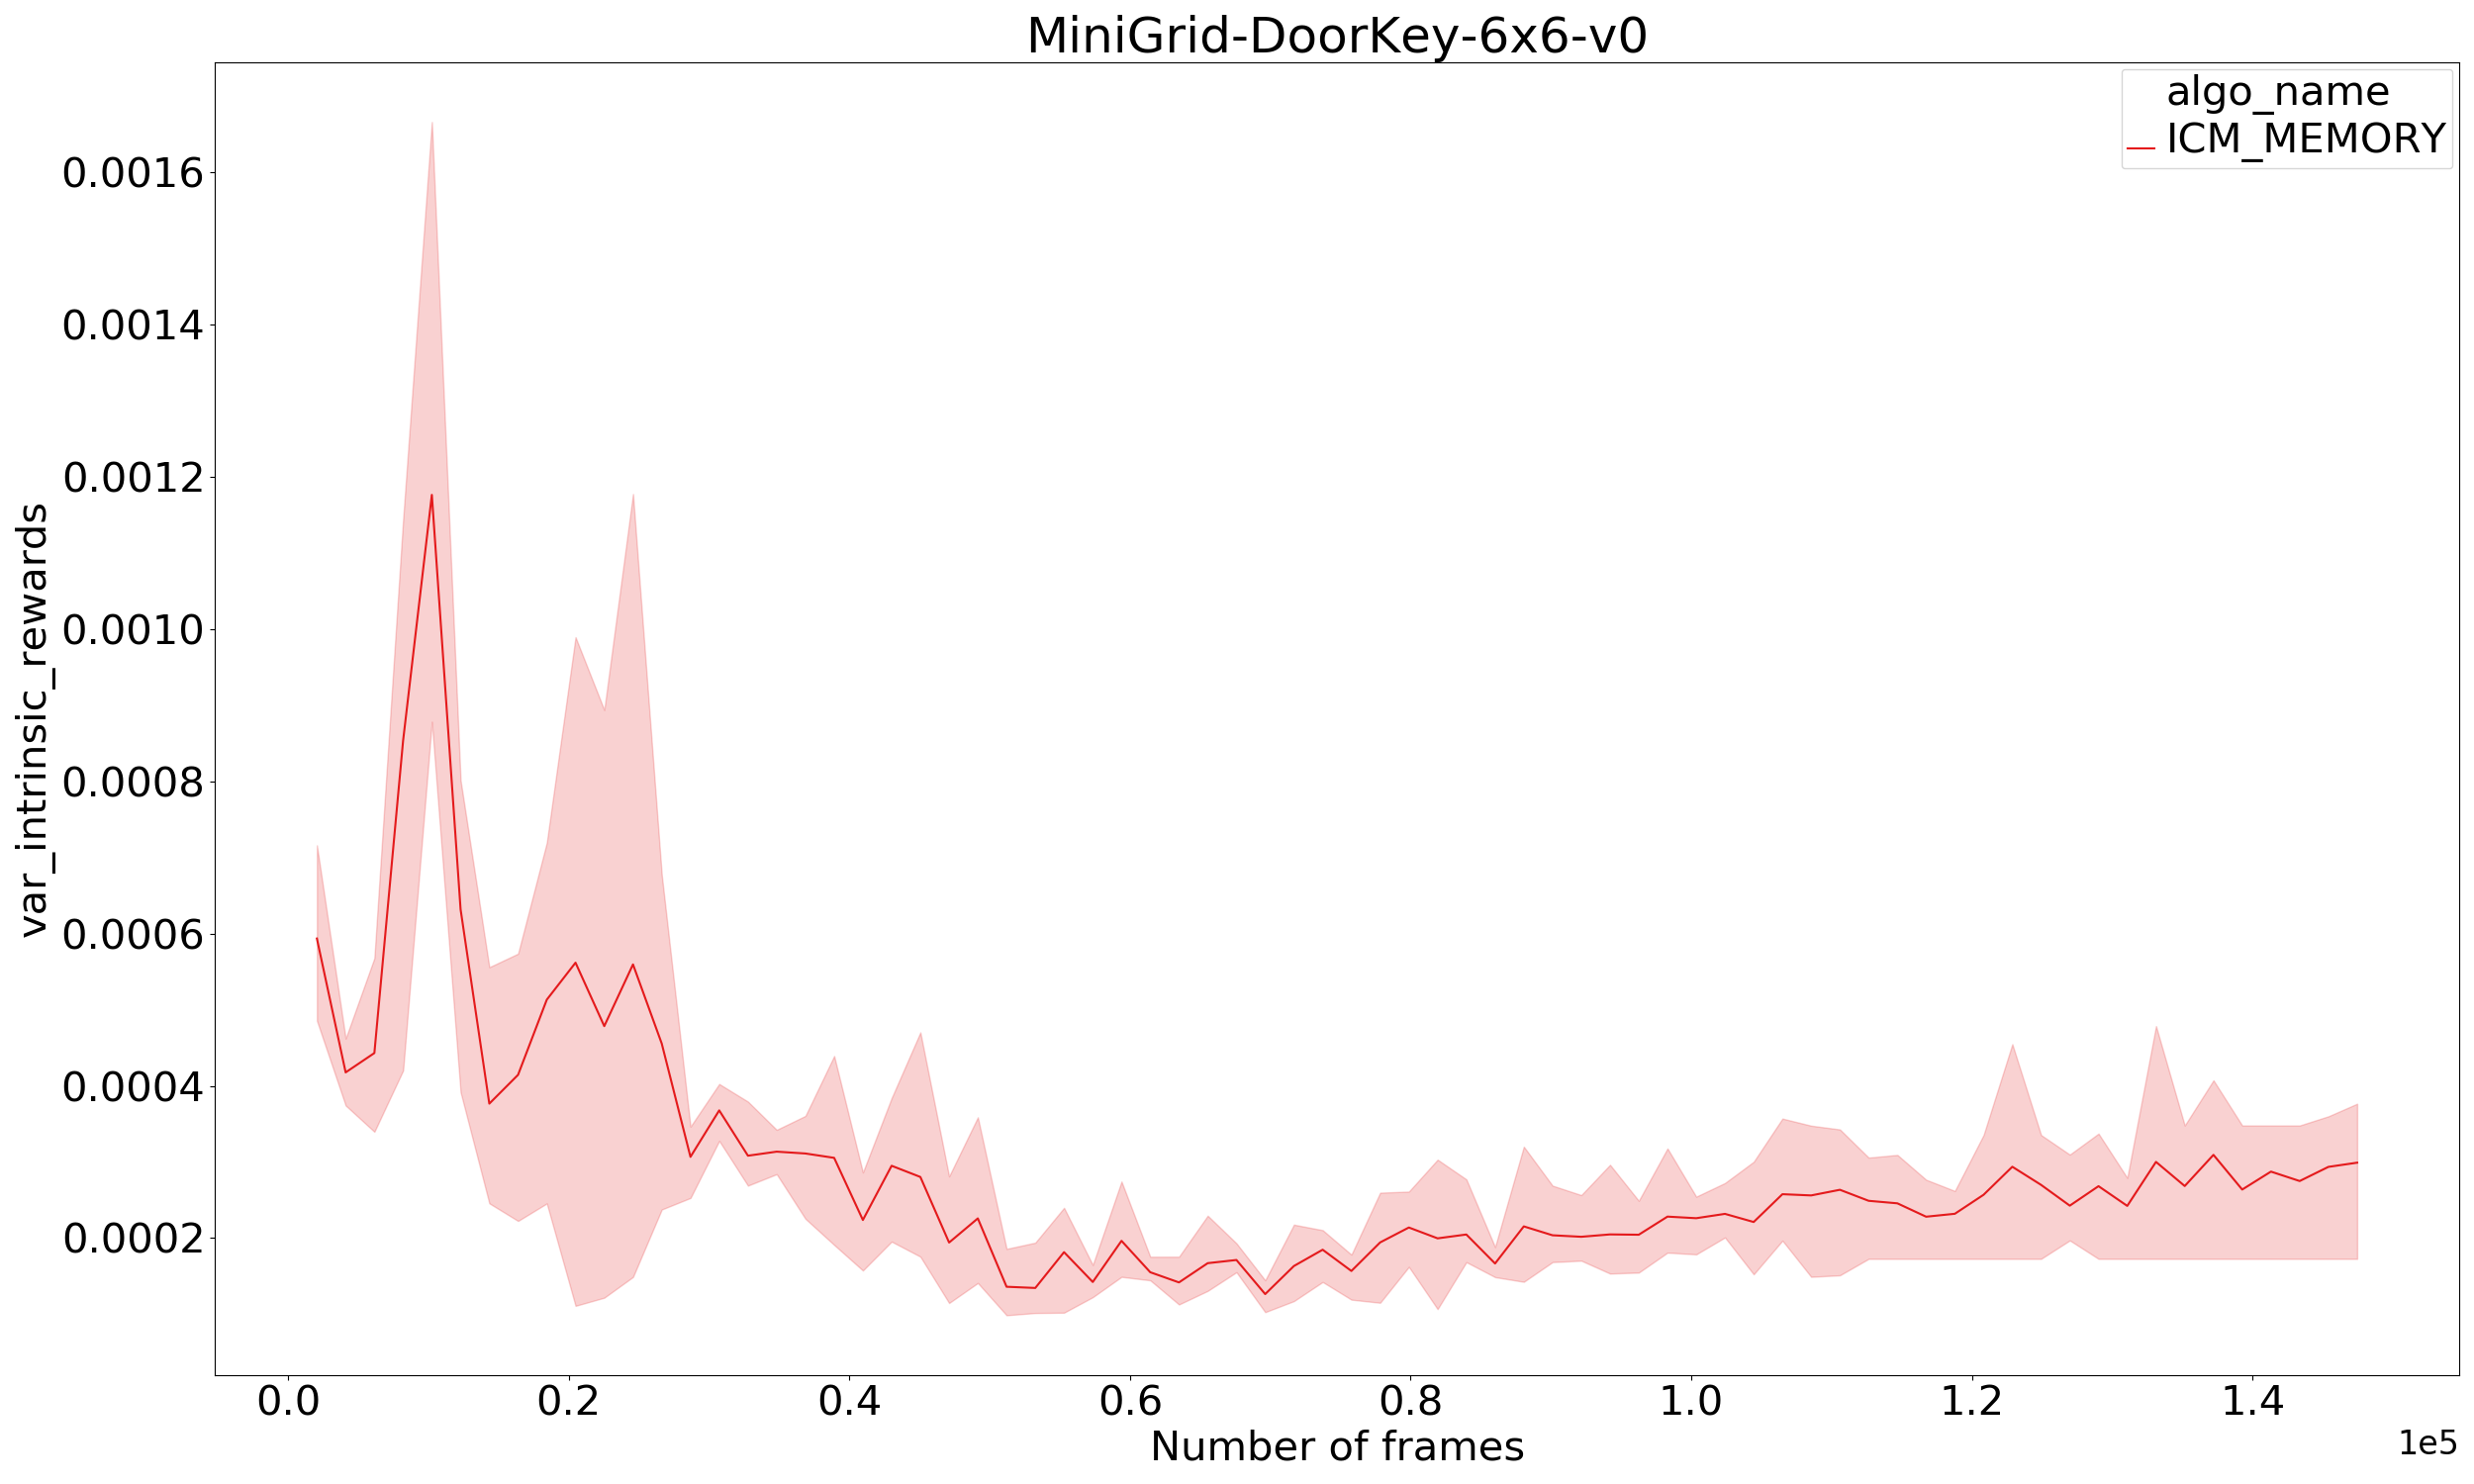 MiniGrid-DoorKey-6x6-v0
algo_name
ICM_MEMORY
var_intrinsic_rewards
0.0016
0.0014
0.0012
0.0010
0.0008
0.0006
0.0004
0.0002
0.0 0.2 0.4 0.6 0.8 1.0 1.2 1.4
Number of frames
1e5